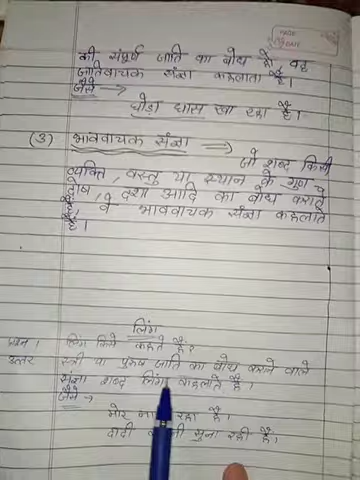 की संपूर्ण जाति का बोध हो, वह
जातिवाचक संज्ञा कहलाता है।
जैसे →
घोड़ा घास खा रहा है।
(3) भाववाचक संज्ञा ⇒ जो शब्द किसी
व्यक्ति, वस्तु या स्थान के गुण,
दोष, दशा आदि का बोध कराते
हैं, वे भाववाचक संज्ञा कहलाते
हैं।
लिंग
प्रश्न 1 लिंग किसे कहते हैं?
उत्तर स्त्री या पुरुष जाति का बोध कराने वाले
संज्ञा शब्द लिंग कहलाते हैं।
जैसे →
मोर रहा है।
दादी सुना रही है।